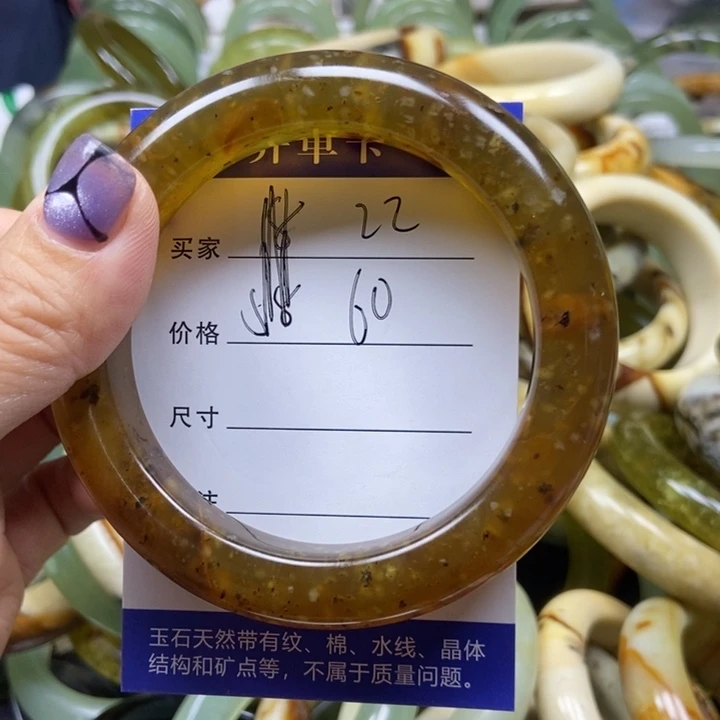 开单卡
买家 22
价格 60
尺寸
注
玉石天然带有纹、棉、水线、晶体
结构和矿点等，不属于质量问题。